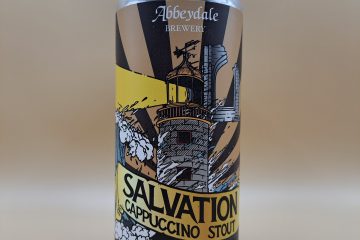 Abbeydale
BREWERY
SALVATION
CAPPUCCINO STOUT